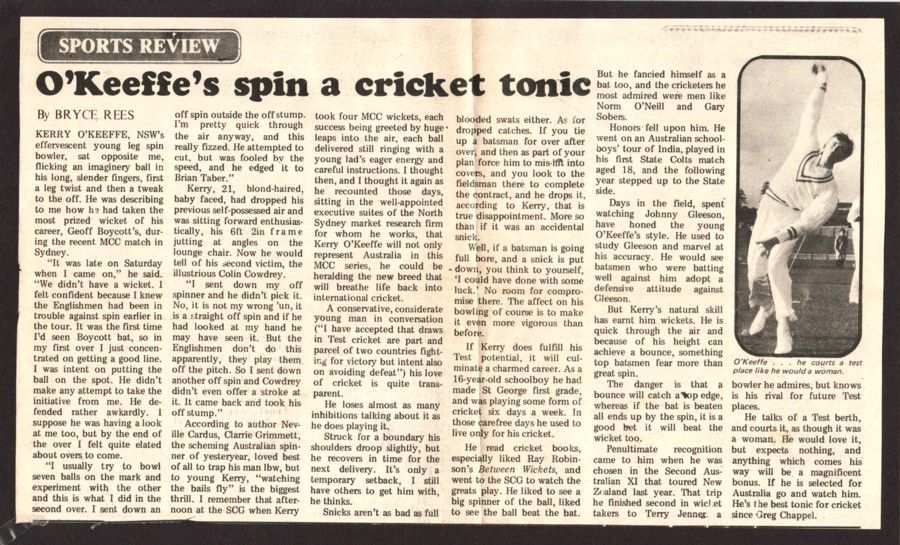 SPORTS REVIEW
O'Keeffe's spin a cricket tonic
By BRYCE REES
KERRY O'KEEFFE, NSW's
effervescent young leg spin
bowler, sat opposite me,
flicking an imaginery ball in
his long, slender fingers, first
a leg twist and then a tweak
to the off. He was describing
to me how he had taken the
most prized wicket of his
career, Geoff Boycott's, dur-
ing the recent MCC match in
Sydney.
"It was late on Saturday
when I came on," he said.
"We didn't have a wicket. I
felt confident because I knew
the Englishmen had been in
trouble against spin earlier in
the tour. It was the first time
I'd seen Boycott bat, so in
my first over I just concen-
trated on getting a good line.
I was intent on putting the
ball on the spot. He didn't
make any attempt to take the
initiative from me. He de-
fended rather awkardly. I
suppose he was having a look
at me too, but by the end of
the over I felt quite elated
about overs to come.
"I usually try to bowl
seven balls on the mark and
experiment with the other
and this is what I did in the
second over. I sent down an
off spin outside the off stump.
I'm pretty quick through
the air anyway, and this
really fizzed. He attempted to
cut, but was fooled by the
speed, and he edged it to
Brian Taber."
Kerry, 21, blond-haired,
baby faced, had dropped his
previous self-possessed air and
was sitting forward enthusias-
tically, his 6ft 2in frame
jutting at angles on the
lounge chair. Now he would
tell of his second victim, the
illustrious Colin Cowdrey.
"I sent down my off
spinner and he didn't pick it.
No, it is not my wrong 'un, it
is a straight off spin and if he
had looked at my hand he
may have seen it. But the
Englishmen don't do this
apparently, they play them
off the pitch. So I sent down
another off spin and Cowdrey
didn't even offer a stroke at
it. It came back and took his
off stump."
According to author Nev-
ille Cardus, Clarrie Grimmett,
the scheming Australian spin-
ner of yesteryear, loved best
of all to trap his man lbw, but
to young Kerry, "watching
the bails fly" is the biggest
thrill. I remember that after-
noon at the SCG when Kerry
took four MCC wickets, each
success being greeted by huge
leaps into the air, each ball
delivered still ringing with a
young lad's eager energy and
careful instructions. I thought
then, and I thought it again as
he recounted those days,
sitting in the well-appointed
executive suites of the North
Sydney market research firm
for whom he works, that
Kerry O'Keeffe will not only
represent Australia in this
MCC series, he could be
heralding the new breed that
will breathe life back into
international cricket.
A conservative, considerate
young man in conversation
("I have accepted that draws
in Test cricket are part and
parcel of two countries fight-
ing for victory but intent also
on avoiding defeat") his love
of cricket is quite trans-
parent.
He loses almost as many
inhibitions talking about it as
he does playing it.
Struck for a boundary his
shoulders droop slightly, but
he recovers in time for the
next delivery. It's only a
temporary setback, I still
have others to get him with,
he thinks.
Snicks aren't as bad as full
blooded swats either. As for
dropped catches. If you tie
up a batsman for over after
over, and then as part of your
plan force him to mis-hit into
covers, and you look to the
fieldsman there to complete
the contract, and he drops it,
according to Kerry, that is
true disappointment. More so
than if it was an accidental
snick.
Well, if a batsman is going
full bore, and a snick is put
down, you think to yourself,
'I could have done with some
luck.' No room for compro-
mise there. The affect on his
bowling of course is to make
it even more vigorous than
before.
If Kerry does fulfill his
Test potential, it will cul-
minate a charmed career. As a
16-year-old schoolboy he had
made St George first grade,
and was playing some form of
cricket six days a week. In
those carefree days he used to
live only for his cricket.
He read cricket books,
especially liked Ray Robin-
son's Between Wickets, and
went to the SCG to watch the
greats play. He liked to see a
big spinner of the ball, liked
to see the ball beat the bat.
But he fancied himself as a
bat too, and the cricketers he
most admired were men like
Norm O'Neill and Gary
Sobers.
Honors fell upon him. He
went on an Australian school-
boys' tour of India, played in
his first State Colts match
aged 18, and the following
year stepped up to the State
side.
Days in the field, spent
watching Johnny Gleeson,
have honed the young
O'Keeffe's style. He used to
study Gleeson and marvel at
his accuracy. He would see
batsmen who were batting
well against him adopt a
defensive attitude against
Gleeson.
But Kerry's natural skill
has earnt him wickets. He is
quick through the air and
because of his height can
achieve a bounce, something
top batsmen fear more than
great spin.
The danger is that a
bounce will catch a top edge,
whereas if the bat is beaten
all ends up by the spin, it is a
good bet it will beat the
wicket too.
Penultimate recognition
came to him when he was
chosen in the Second Aus-
tralian XI that toured New
Zealand last year. That trip
he finished second in wicket
takers to Terry Jenner, a
O'Keeffe . . . he courts a test
place like he would a woman.
bowler he admires, but knows
is his rival for future Test
places.
He talks of a Test berth,
and courts it, as though it was
a woman. He would love it,
but expects nothing, and
anything which comes his
way will be a magnificent
bonus. If he is selected for
Australia go and watch him.
He's the best tonic for cricket
since Greg Chappel.